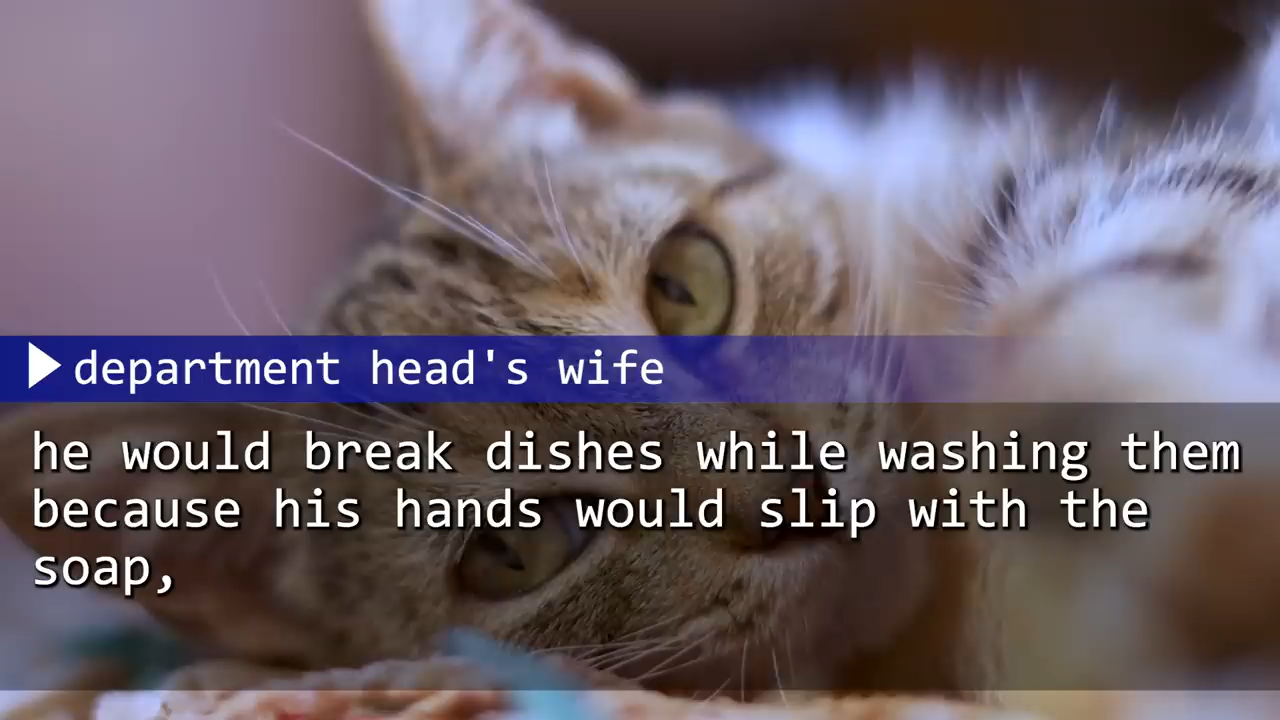 department head's wife
he would break dishes while washing them
because his hands would slip with the
soap,